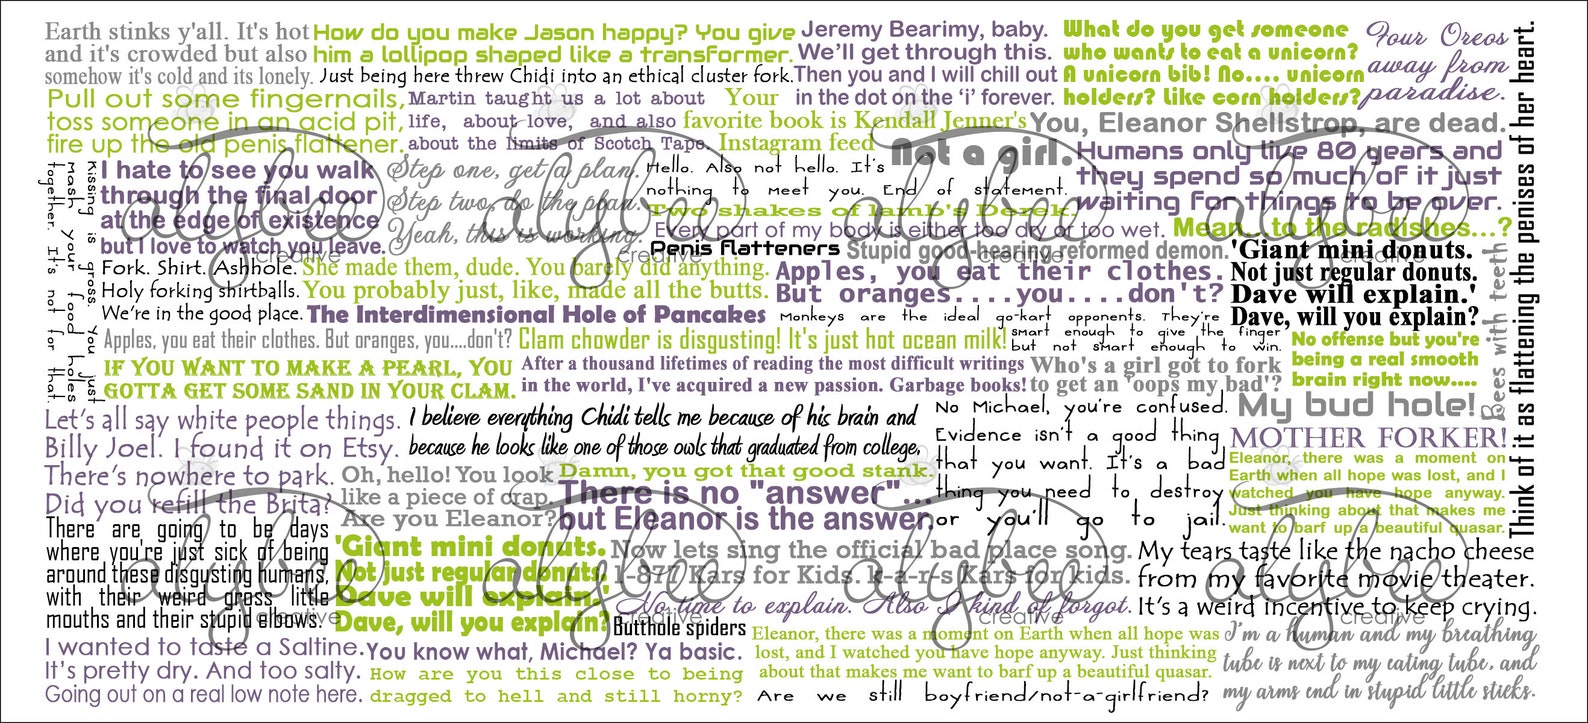 Earth stinks y'all. It's hot
and it's crowded but also
somehow it's cold and its lonely.
How do you make Jason happy? You give
him a lollipop shaped like a transformer.
Just being here threw Chidi into an ethical cluster fork.
Jeremy Bearimy, baby.
We'll get through this.
Then you and I will chill out
in the dot on the 'i' forever.
What do you get someone
who wants to eat a unicorn?
A unicorn bib! No.... unicorn
holders? Like corn holders?
Four Oreos
away from
paradise.
Think of it as flattening the penises of her heart.
Pull out some fingernails,
toss someone in an acid pit,
fire up the old penis flattener.
Martin taught us a lot about
life, about love, and also
about the limits of Scotch Tape.
Your
favorite book is Kendall Jenner's
Instagram feed
Not a girl.
You, Eleanor Shellstrop, are dead.
Humans only live 80 years and
they spend so much of it just
waiting for things to be over.
Kissing is gross. You just
mash your food holes
together. It's not for that.
I hate to see you walk
through the final door
at the edge of existence
but I love to watch you leave.
Step one, get a plan.
Step two, do the plan.
Yeah, this is working.
Hello. Also not hello. It's
nothing to meet you. End of statement.
Two shakes of lamb's Derek.
Every part of my body is either too dry or too wet.
Mean...to the radishes...?
Penis flatteners
Stupid good-hearing reformed demon.
'Giant mini donuts.
Not just regular donuts.
Dave will explain.'
Dave, will you explain?
Bees with teeth
Fork. Shirt. Ashhole.
Holy forking shirtballs.
We're in the good place.
She made them, dude. You barely did anything.
You probably just, like, made all the butts.
Apples, you eat their clothes.
But oranges....you....don't?
The Interdimensional Hole of Pancakes
Monkeys are the ideal go-kart opponents. They're
smart enough to give the finger
but not smart enough to win.
Apples, you eat their clothes. But oranges, you....don't?
Clam chowder is disgusting! It's just hot ocean milk!
No offense but you're
being a real smooth
brain right now....
If you want to make a pearl, you
gotta get some sand in your clam.
After a thousand lifetimes of reading the most difficult writings
in the world, I've acquired a new passion. Garbage books!
Who's a girl got to fork
to get an 'oops my bad'?
My bud hole!
Let's all say white people things.
Billy Joel. I found it on Etsy.
There's nowhere to park.
Did you refill the Brita?
I believe everything Chidi tells me because of his brain and
because he looks like one of those owls that graduated from college,
No Michael, you're confused.
Evidence isn't a good thing
that you want. It's a bad
thing you need to destroy
or you'll go to jail.
MOTHER FORKER!
Eleanor, there was a moment on
Earth when all hope was lost, and I
watched you have hope anyway.
Just thinking about that makes me
want to barf up a beautiful quasar.
Oh, hello! You look
like a piece of crap.
Are you Eleanor?
Damn, you got that good stank.
There is no "answer"...
but Eleanor is the answer.
There are going to be days
where you're just sick of being
around these disgusting humans,
with their weird gross little
mouths and their stupid elbows.
'Giant mini donuts.
Not just regular donuts.
Dave will explain.'
Dave, will you explain?
Now lets sing the official bad place song.
1-877 Kars for Kids. k-a-r-s Kars for kids.
No time to explain. Also I kind of forgot.
My tears taste like the nacho cheese
from my favorite movie theater.
It's a weird incentive to keep crying.
Butthole spiders
I wanted to taste a Saltine.
It's pretty dry. And too salty.
Going out on a real low note here.
You know what, Michael? Ya basic.
How are you this close to being
dragged to hell and still horny?
Eleanor, there was a moment on Earth when all hope was
lost, and I watched you have hope anyway. Just thinking
about that makes me want to barf up a beautiful quasar.
Are we still boyfriend/not-a-girlfriend?
I'm a human and my breathing
tube is next to my eating tube, and
my arms end in stupid little sticks.
alybee
creative
alybee
creative
alybee
creative
alybee
creative
alybee
creative
alybee
creative
alybee
creative
alybee
creative